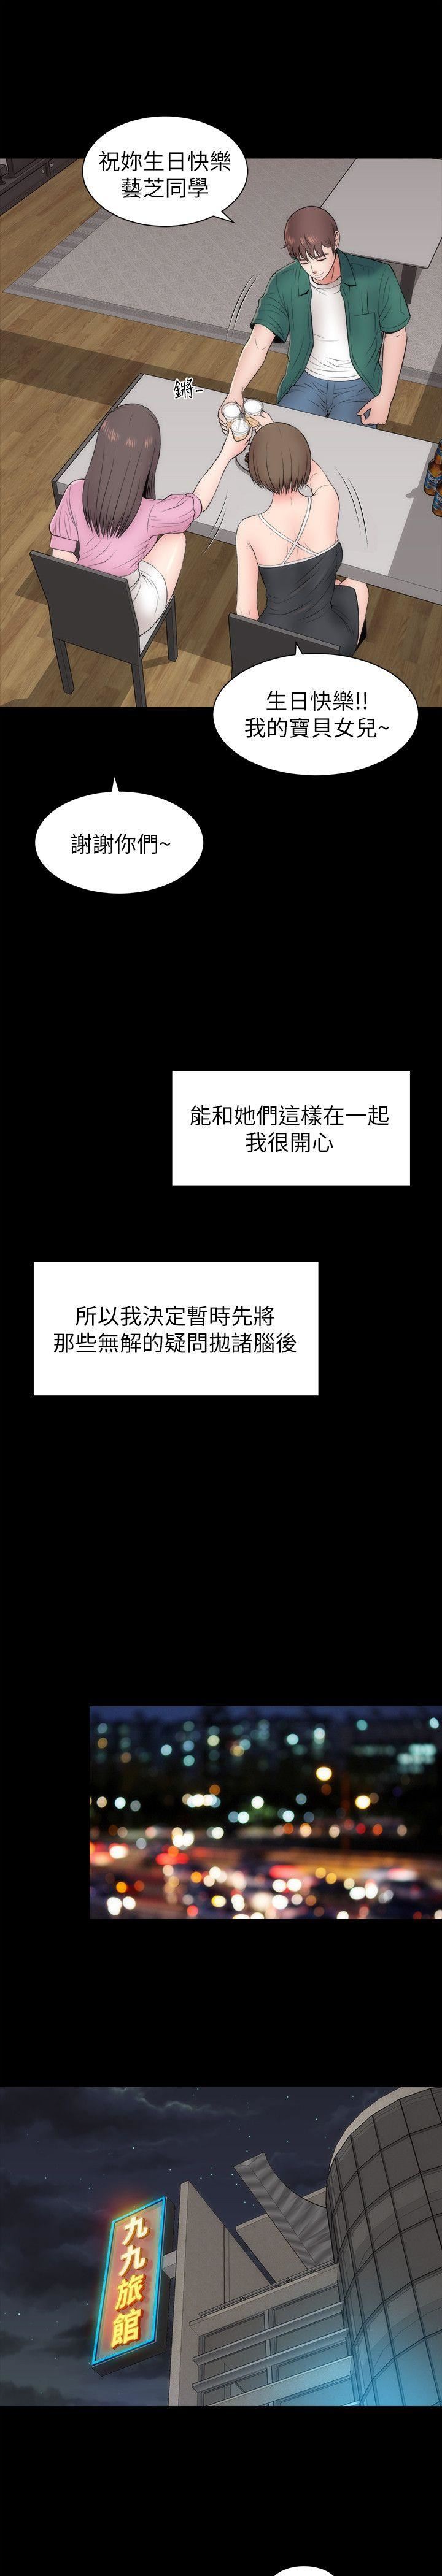 祝妳生日快樂
藝芝同學
鏘-
生日快樂!!
我的寶貝女兒~
謝謝你們~
能和她們這樣在一起
我很開心
所以我決定暫時先將
那些無解的疑問拋諸腦後
九九旅館